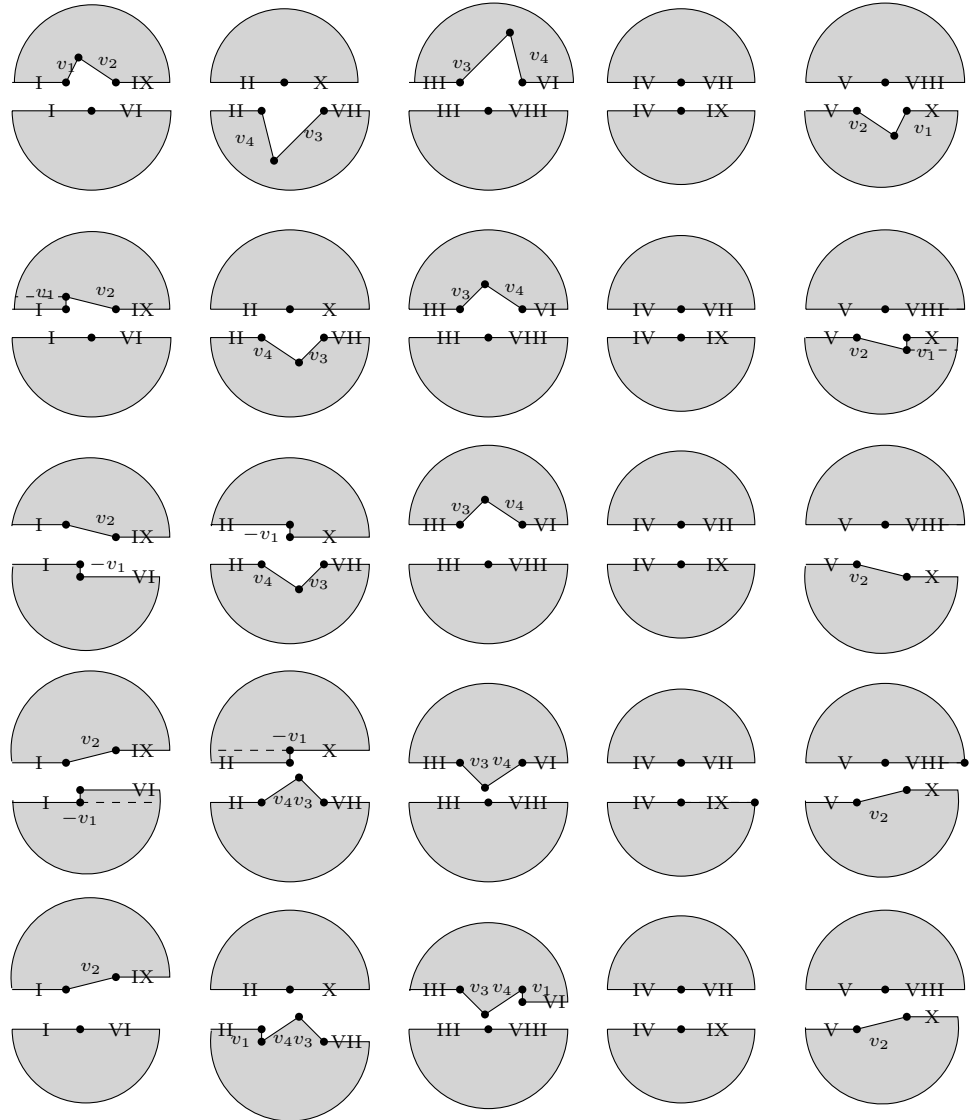 v₁ v₂
I IX
II X
v₃ v₄
III VI
IV VII
V VIII
I VI
II VII
v₄ v₃
III VIII
IV IX
V X
v₂ v₁
v₁ v₂
I IX
II X
v₃ v₄
III VI
IV VII
V VIII
I VI
II VII
v₄ v₃
III VIII
IV IX
V X
v₂ v₁
v₂
I IX
II X
−v₁
v₃ v₄
III VI
IV VII
V VIII
I −v₁ VI
II VII
v₄ v₃
III VIII
IV IX
V X
v₂
v₂
I IX
−v₁
II X
v₃ v₄
III VI
IV VII
V VIII
I VI
−v₁
II v₄ v₃ VII
III VIII
IV IX
V X
v₂
v₂
I IX
II X
III v₃ v₄ v₁ VI
IV VII
V VIII
I VI
II v₁ v₄ v₃ VII
III VIII
IV IX
V X
v₂